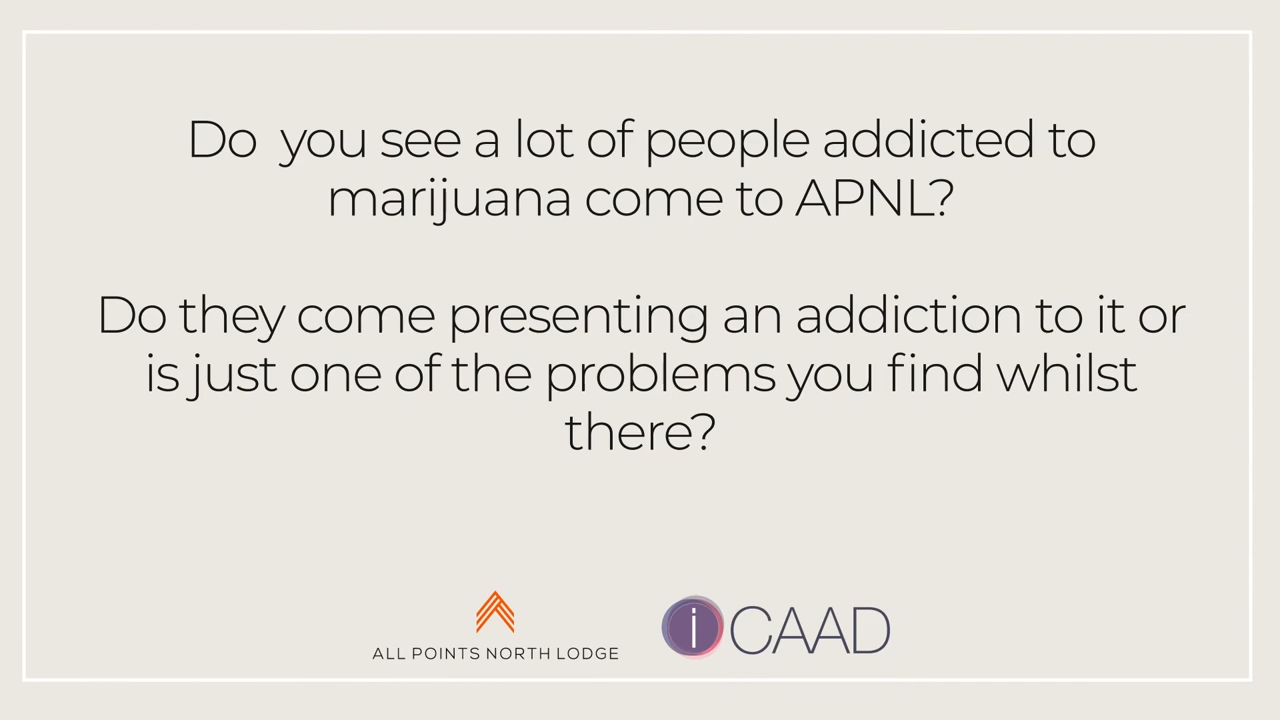 Do  you see a lot of people addicted to
marijuana come to APNL?
Do they come presenting an addiction to it or
is just one of the problems you find whilst
there?
ALL POINTS NORTH LODGE
iCAAD